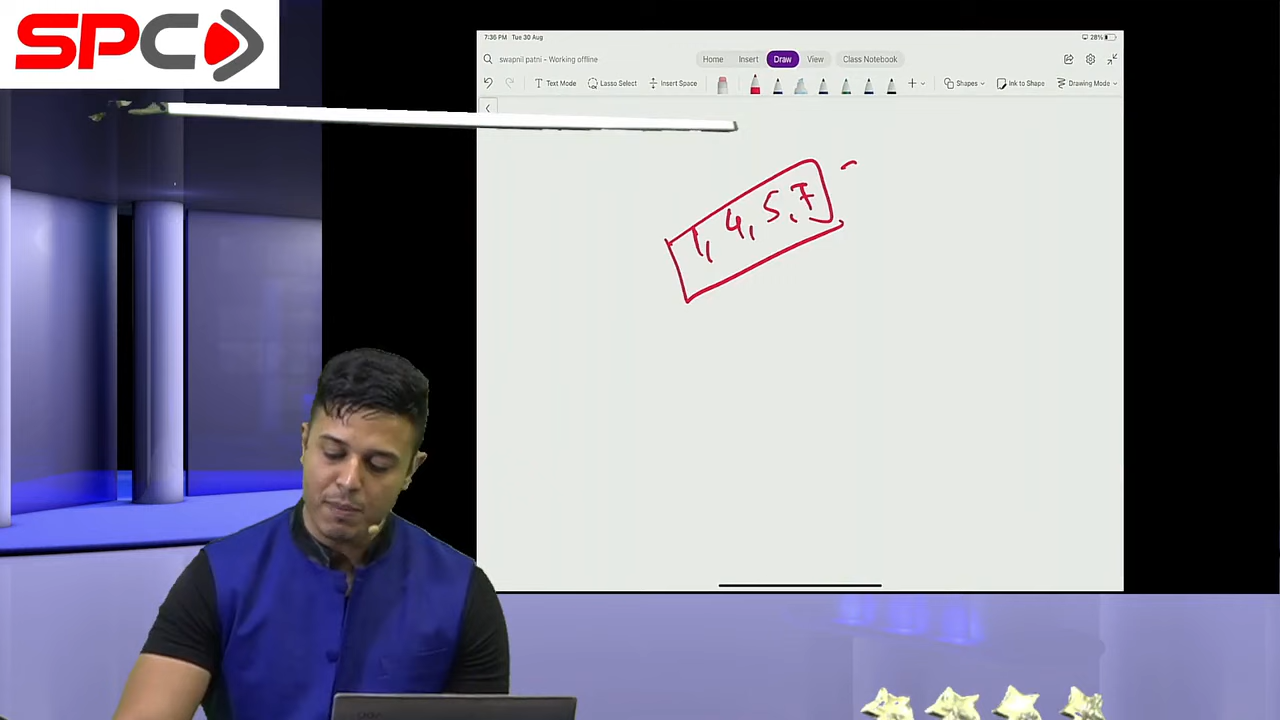 SPC
7:36 PM Tue 30 Aug
28%
swapnil patni - Working offline
Home Insert Draw View Class Notebook
Text Mode Lasso Select Insert Space Shapes Ink to Shape Drawing Mode
1, 4, 5, 7